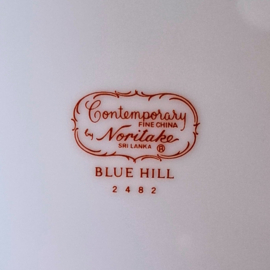 Contemporary
FINE CHINA
by Noritake
SRI LANKA ®
BLUE HILL
2482